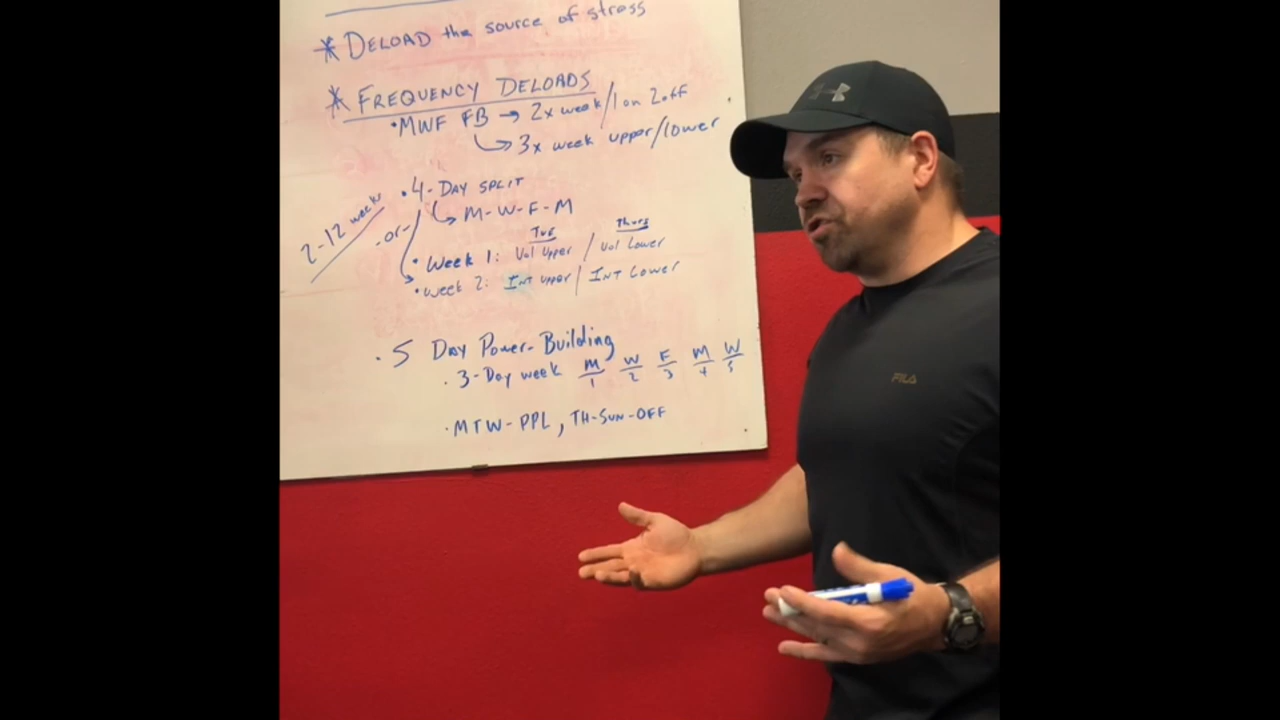 * DELOAD the source of stress
* FREQUENCY DELOADS
• MWF FB → 2x week/1 on 2 off
→ 3x week upper/lower
• 4-DAY SPLIT
→ M-W-F-M
2-12 week
-or-
Tue Thurs
• Week 1: Vol Upper / Vol Lower
• Week 2: INT Upper / INT Lower
• 5 Day Power-Building
• 3-Day week M W F M W
1 2 3 4 5
• MTW-PPL, TH-SUN-OFF
FILA